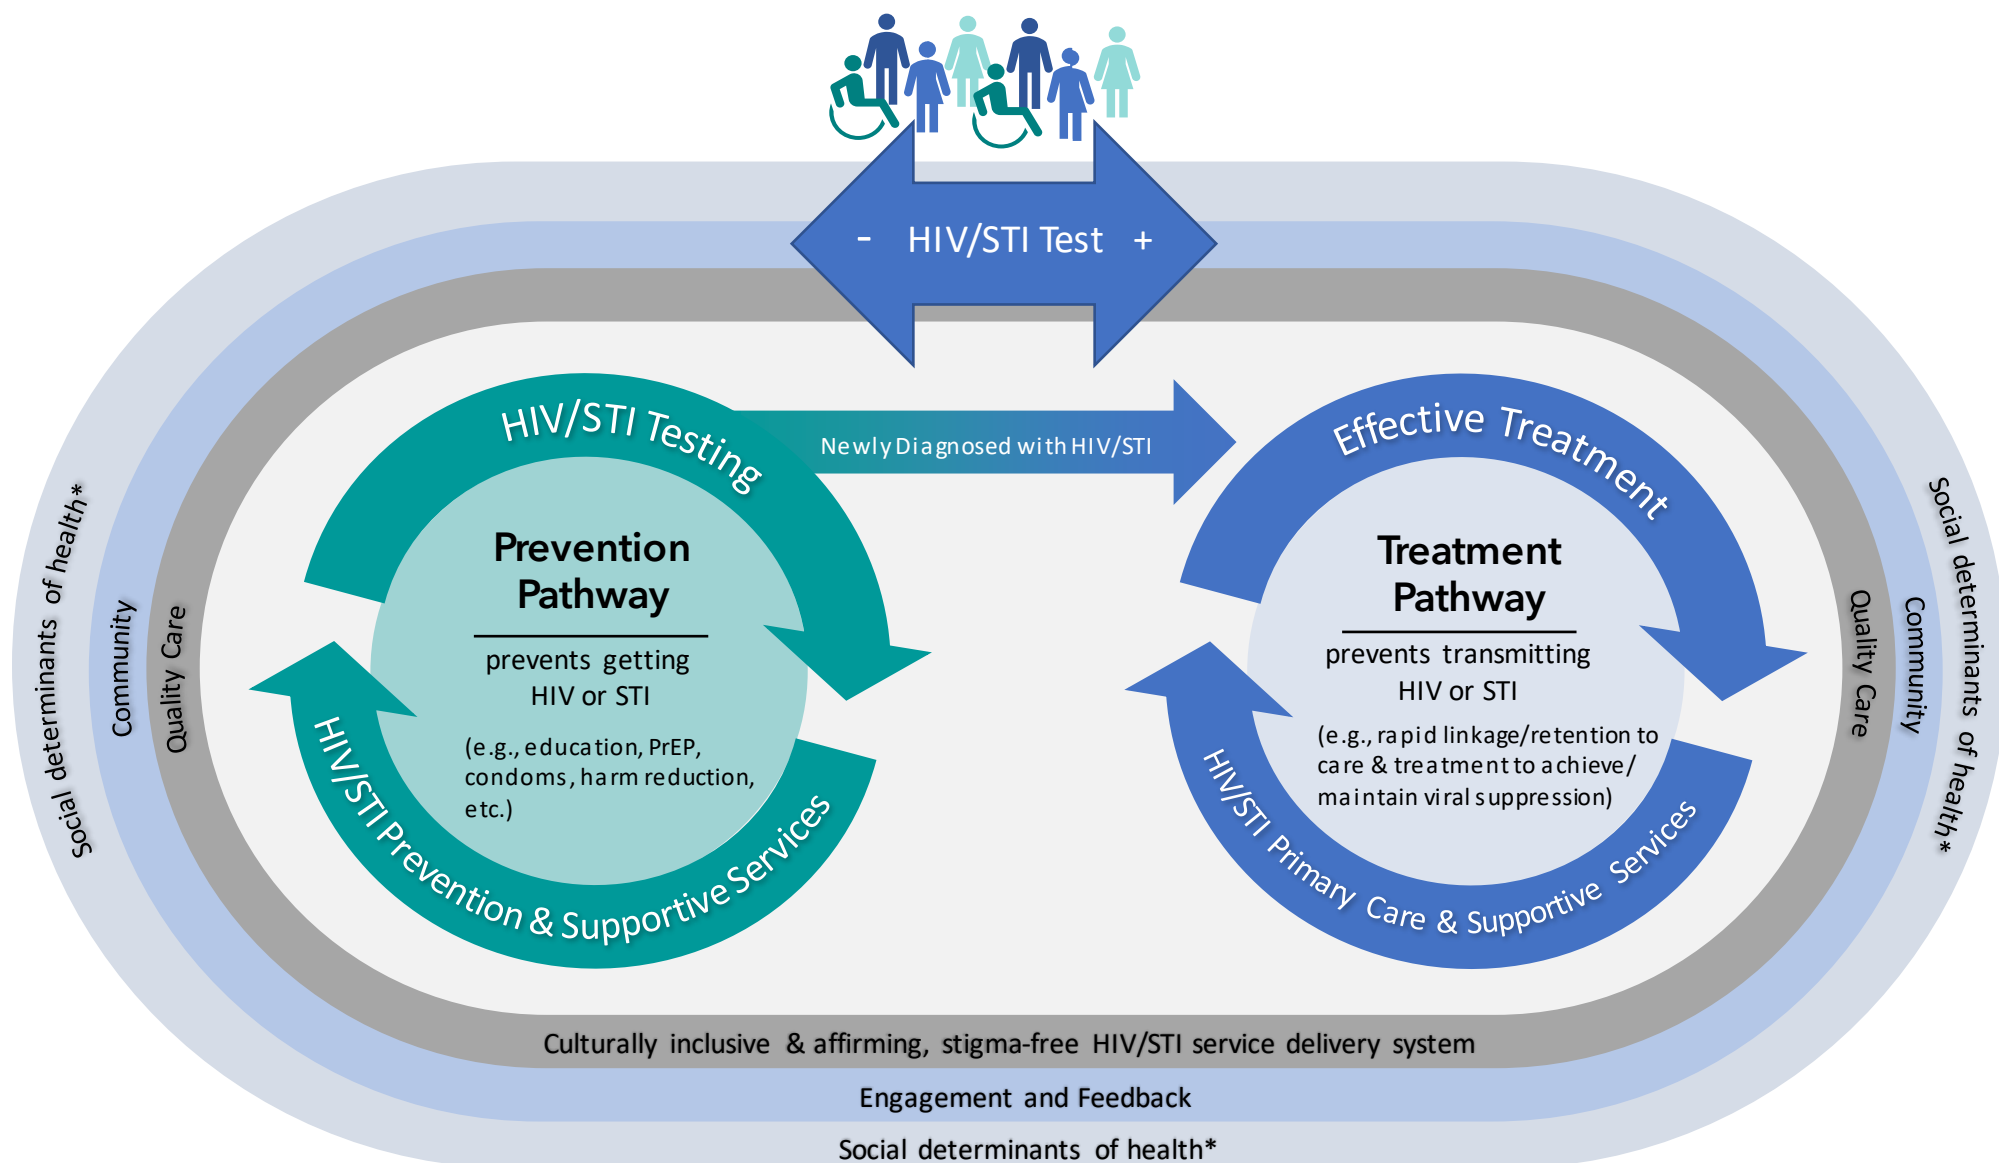 - HIV/STI Test +
HIV/STI Testing
Newly Diagnosed with HIV/STI
Effective Treatment
Prevention
Pathway
prevents getting
HIV or STI
(e.g., education, PrEP,
condoms, harm reduction,
etc.)
HIV/STI Prevention & Supportive Services
Treatment
Pathway
prevents transmitting
HIV or STI
(e.g., rapid linkage/retention to
care & treatment to achieve/
maintain viral suppression)
HIV/STI Primary Care & Supportive Services
Social determinants of health*
Community
Quality Care
Quality Care
Community
Social determinants of health*
Culturally inclusive & affirming, stigma-free HIV/STI service delivery system
Engagement and Feedback
Social determinants of health*